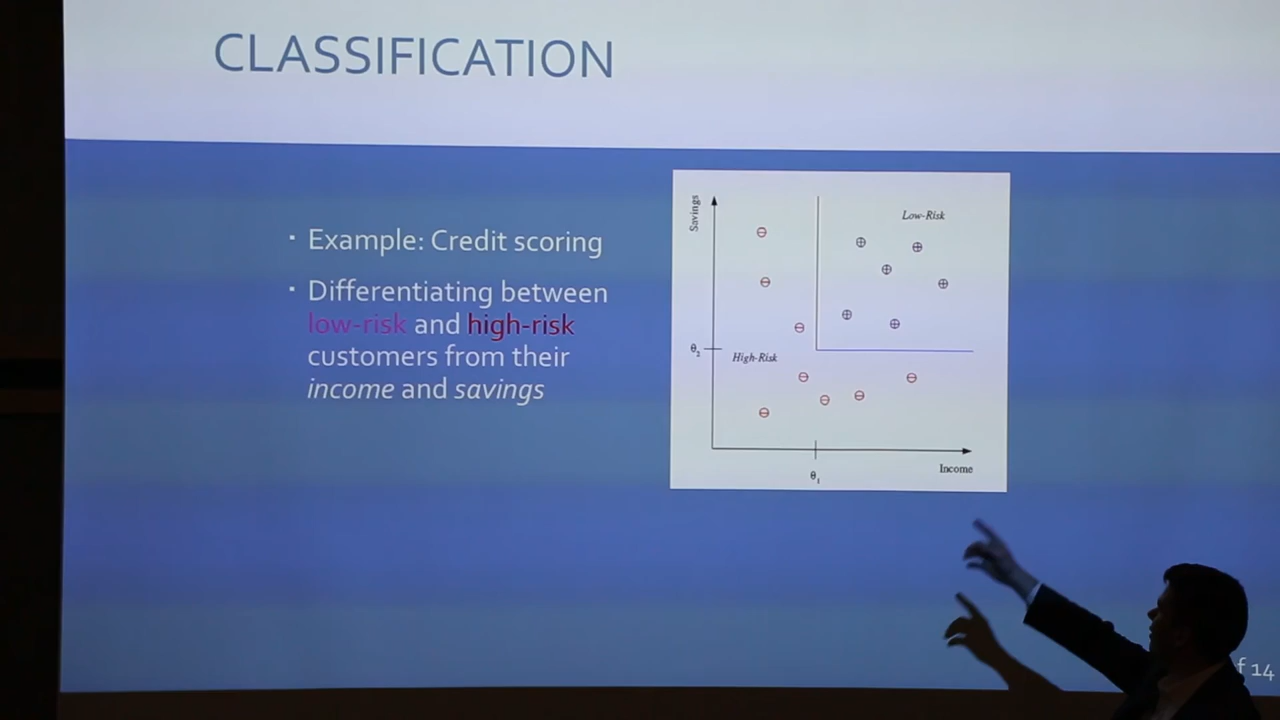 CLASSIFICATION
· Example: Credit scoring
· Differentiating between
low-risk and high-risk
customers from their
income and savings
Savings
Low-Risk
θ2
High-Risk
Income
θ1
f 14